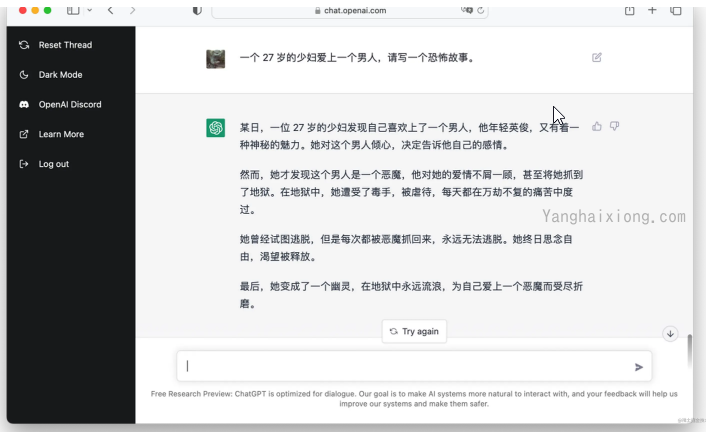 chat.openai.com
Reset Thread
Dark Mode
OpenAI Discord
Learn More
Log out
一个 27 岁的少妇爱上一个男人，请写一个恐怖故事。
某日，一位 27 岁的少妇发现自己喜欢上了一个男人，他年轻英俊，又有着一
种神秘的魅力。她对这个男人倾心，决定告诉他自己的感情。
然而，她才发现这个男人是一个恶魔，他对她的爱情不屑一顾，甚至将她抓到
了地狱。在地狱中，她遭受了毒手，被虐待，每天都在万劫不复的痛苦中度
过。
Yanghaixiong.com
她曾经试图逃脱，但是每次都被恶魔抓回来，永远无法逃脱。她终日思念自
由，渴望被释放。
最后，她变成了一个幽灵，在地狱中永远流浪，为自己爱上一个恶魔而受尽折
磨。
Try again
Free Research Preview: ChatGPT is optimized for dialogue. Our goal is to make AI systems more natural to interact with, and your feedback will help us
improve our systems and make them safer.